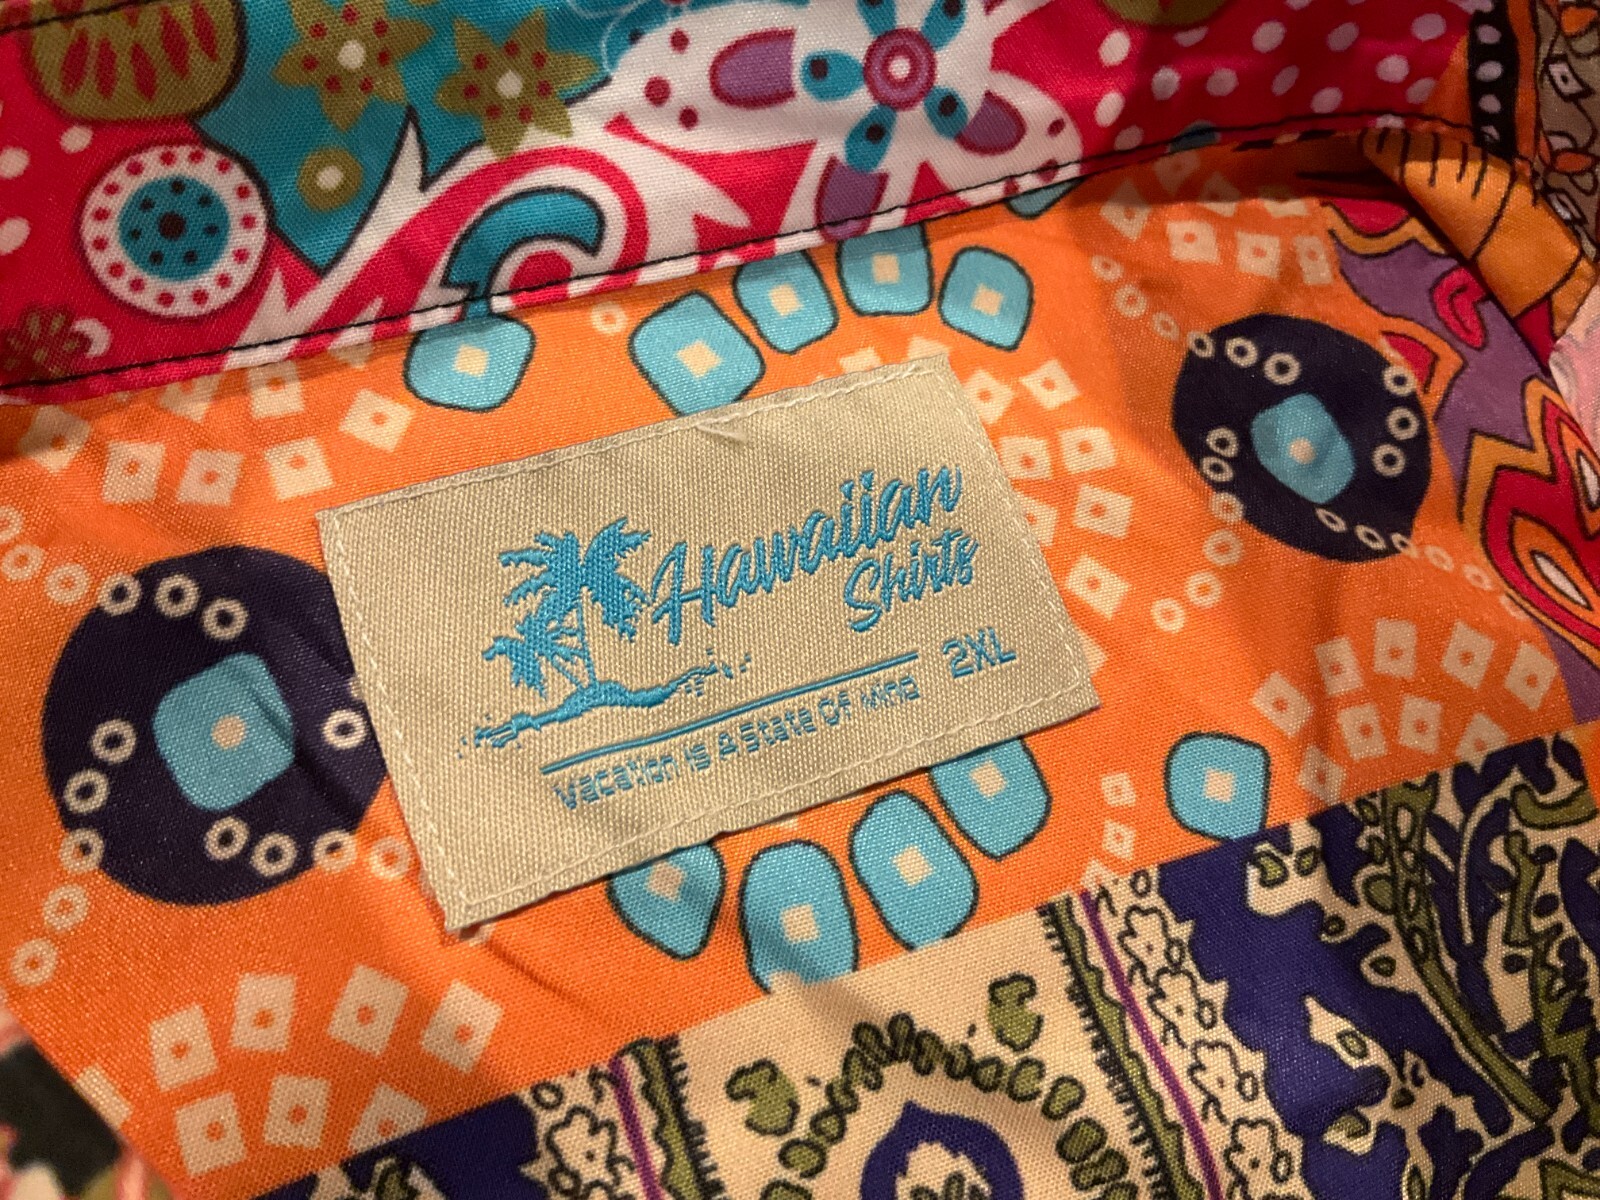 Hawaiian
Shirts
Vacation Is A State Of Mind 2XL